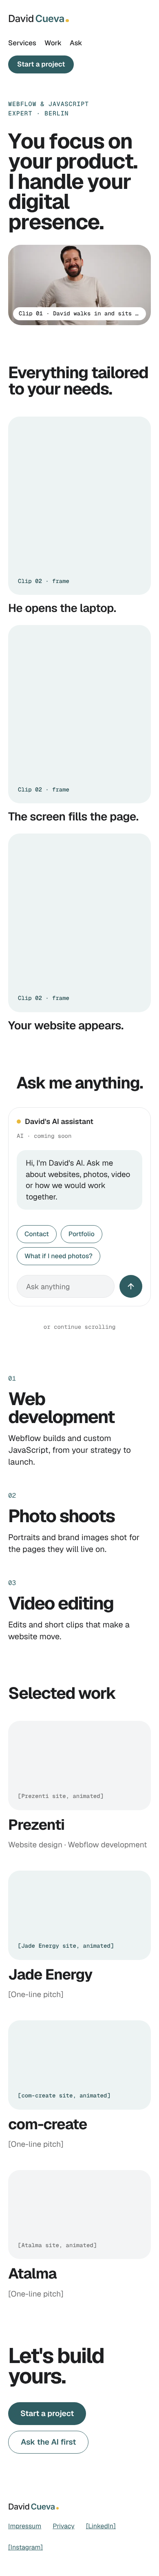 David Cueva.
Services Work Ask
Start a project
WEBFLOW & JAVASCRIPT
EXPERT · BERLIN
You focus on
your product.
I handle your
digital
presence.
Clip 01 · David walks in and sits …
Everything tailored
to your needs.
Clip 02 · frame
He opens the laptop.
Clip 02 · frame
The screen fills the page.
Clip 02 · frame
Your website appears.
Ask me anything.
David's AI assistant
AI · coming soon
Hi, I'm David's AI. Ask me
about websites, photos, video
or how we would work
together.
Contact Portfolio
What if I need photos?
Ask anything
or continue scrolling
01
Web
development
Webflow builds and custom
JavaScript, from your strategy to
launch.
02
Photo shoots
Portraits and brand images shot for
the pages they will live on.
03
Video editing
Edits and short clips that make a
website move.
Selected work
[Prezenti site, animated]
Prezenti
Website design · Webflow development
[Jade Energy site, animated]
Jade Energy
[One-line pitch]
[com-create site, animated]
com-create
[One-line pitch]
[Atalma site, animated]
Atalma
[One-line pitch]
Let's build
yours.
Start a project
Ask the AI first
David Cueva.
Impressum Privacy [LinkedIn]
[Instagram]